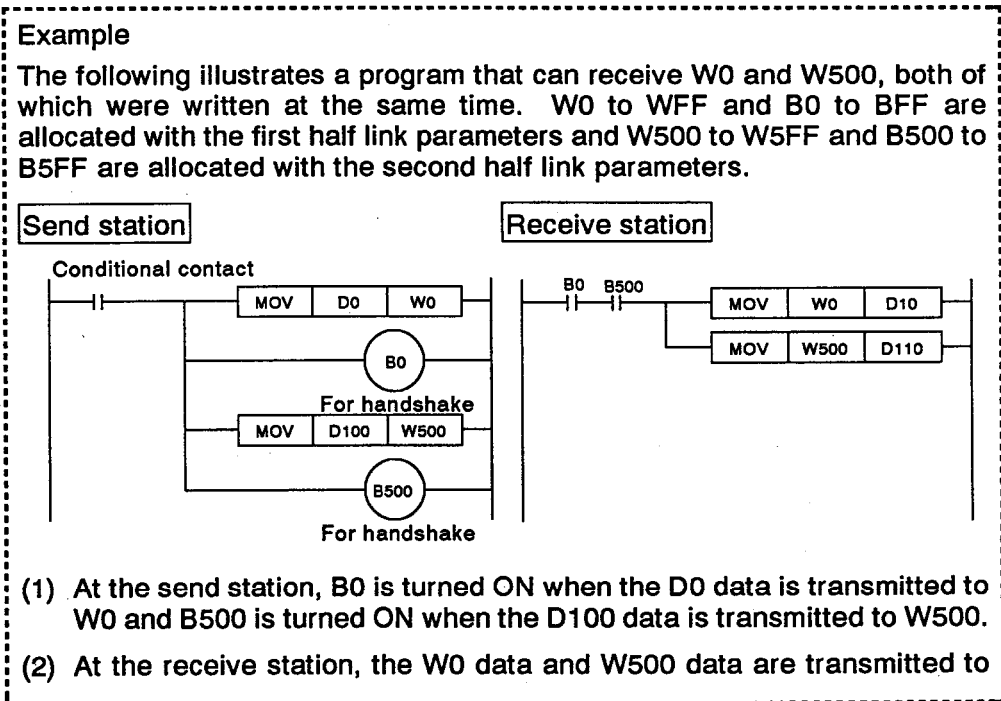 Example
The following illustrates a program that can receive W0 and W500, both of
which were written at the same time. W0 to WFF and B0 to BFF are
allocated with the first half link parameters and W500 to W5FF and B500 to
B5FF are allocated with the second half link parameters.
Send station
Receive station
Conditional contact
MOV D0 W0
B0
For handshake
MOV D100 W500
B500
For handshake
B0 B500
MOV W0 D10
MOV W500 D110
(1) At the send station, B0 is turned ON when the D0 data is transmitted to
W0 and B500 is turned ON when the D100 data is transmitted to W500.
(2) At the receive station, the W0 data and W500 data are transmitted to